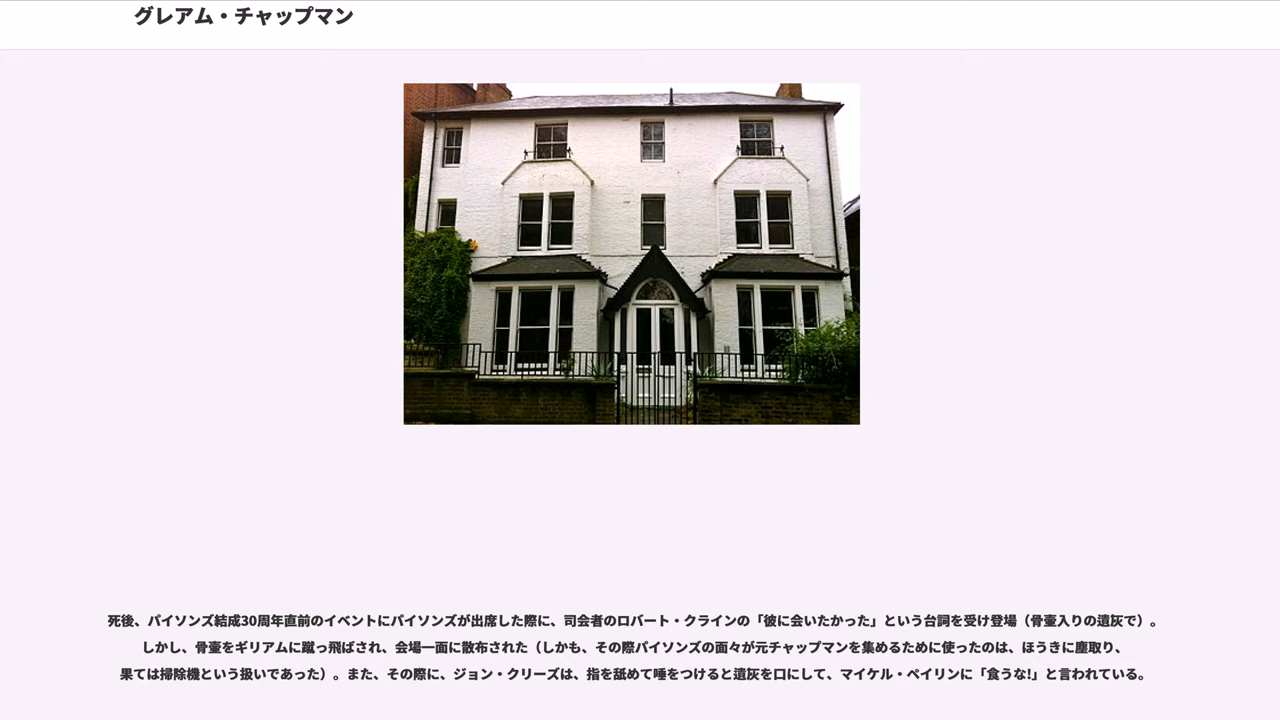 グレアム・チャップマン
死後、パイソンズ結成30周年直前のイベントにパイソンズが出席した際に、司会者のロバート・クラインの「彼に会いたかった」という台詞を受け登場（骨壷入りの遺灰で）。
しかし、骨壷をギリアムに蹴っ飛ばされ、会場一面に散布された（しかも、その際パイソンズの面々が元チャップマンを集めるために使ったのは、ほうきに塵取り、
果ては掃除機という扱いであった）。また、その際に、ジョン・クリーズは、指を舐めて唾をつけると遺灰を口にして、マイケル・ペイリンに「食うな!」と言われている。